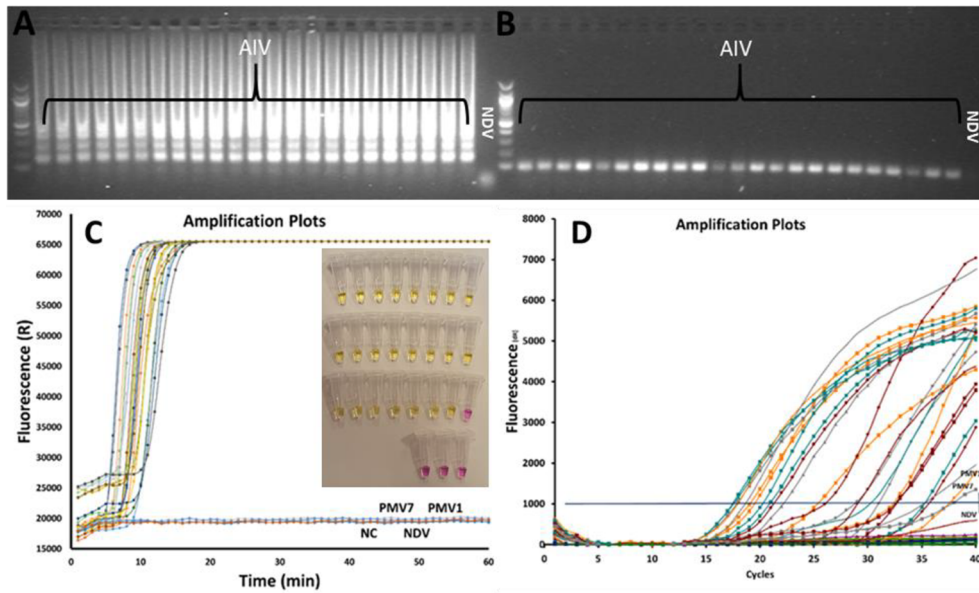 A
AIV
NDV
B
AIV
NDV
C
Amplification Plots
Fluorescence (R)
70000
65000
60000
55000
50000
45000
40000
35000
30000
25000
20000
15000
PMV7 PMV1
NC NDV
0 10 20 30 40 50 60
Time (min)
D
Amplification Plots
Fluorescence (dR)
8000
7000
6000
5000
4000
3000
2000
1000
0
PMV1
PMV7
NDV
0 5 10 15 20 25 30 35 40
Cycles